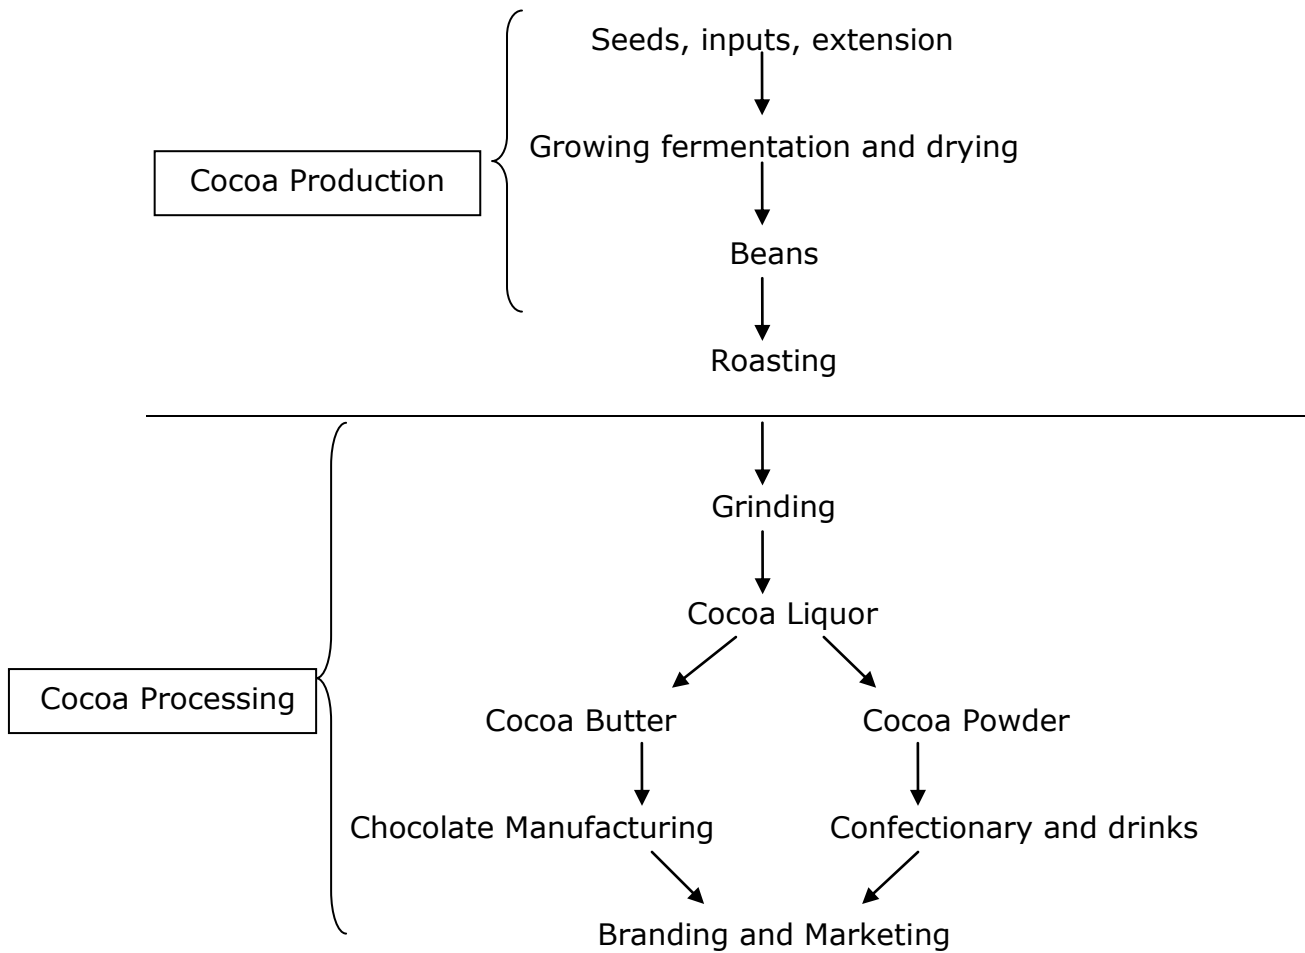 Seeds, inputs, extension
Growing fermentation and drying
Cocoa Production
Beans
Roasting
Grinding
Cocoa Liquor
Cocoa Processing
Cocoa Butter
Cocoa Powder
Chocolate Manufacturing
Confectionary and drinks
Branding and Marketing